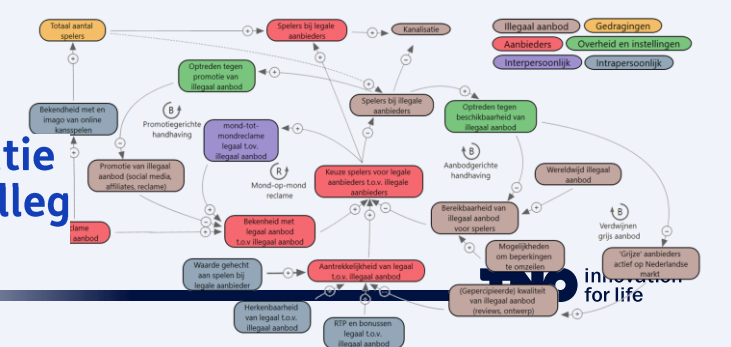 Totaal aantal
spelers
Spelers bij legale
aanbieders
Kanalisatie
Illegaal aanbod
Gedragingen
Aanbieders
Overheid en instellingen
Interpersoonlijk
Intrapersoonlijk
Optreden tegen
promotie van
illegaal aanbod
Spelers bij illegale
aanbieders
Optreden tegen
beschikbaarheid van
illegaal aanbod
Bekendheid met en
imago van online
kansspelen
B
Promotiegerichte
handhaving
mond-tot-
mondreclame
legaal t.o.v.
illegaal aanbod
B
Aanbodgerichte
handhaving
tie
lleg
Promotie van illegaal
aanbod (social media,
affiliates, reclame)
R
Mond-op-mond
reclame
Keuze spelers voor legale
aanbieders t.o.v. illegale
aanbieders
Wereldwijd illegaal
aanbod
clame
aanbod
Bekenheid met
legaal aanbod
t.o.v illegaal aanbod
Bereikbaarheid van
illegaal aanbod
voor spelers
B
Verdwijnen
grijs aanbod
Mogelijkheden
om beperkingen
te omzeilen
'Grijze' aanbieders
actief op Nederlandse
markt
Waarde gehecht
aan spelen bij
legale aanbieder
Aantrekkelijkheid van legaal
t.o.v. illegaal aanbod
innovation
for life
(Gepercipieerde) kwaliteit
van illegaal aanbod
(reviews, ontwerp)
Herkenbaarheid
van legaal t.o.v.
illegaal aanbod
RTP en bonussen
legaal t.o.v.
illegaal aanbod